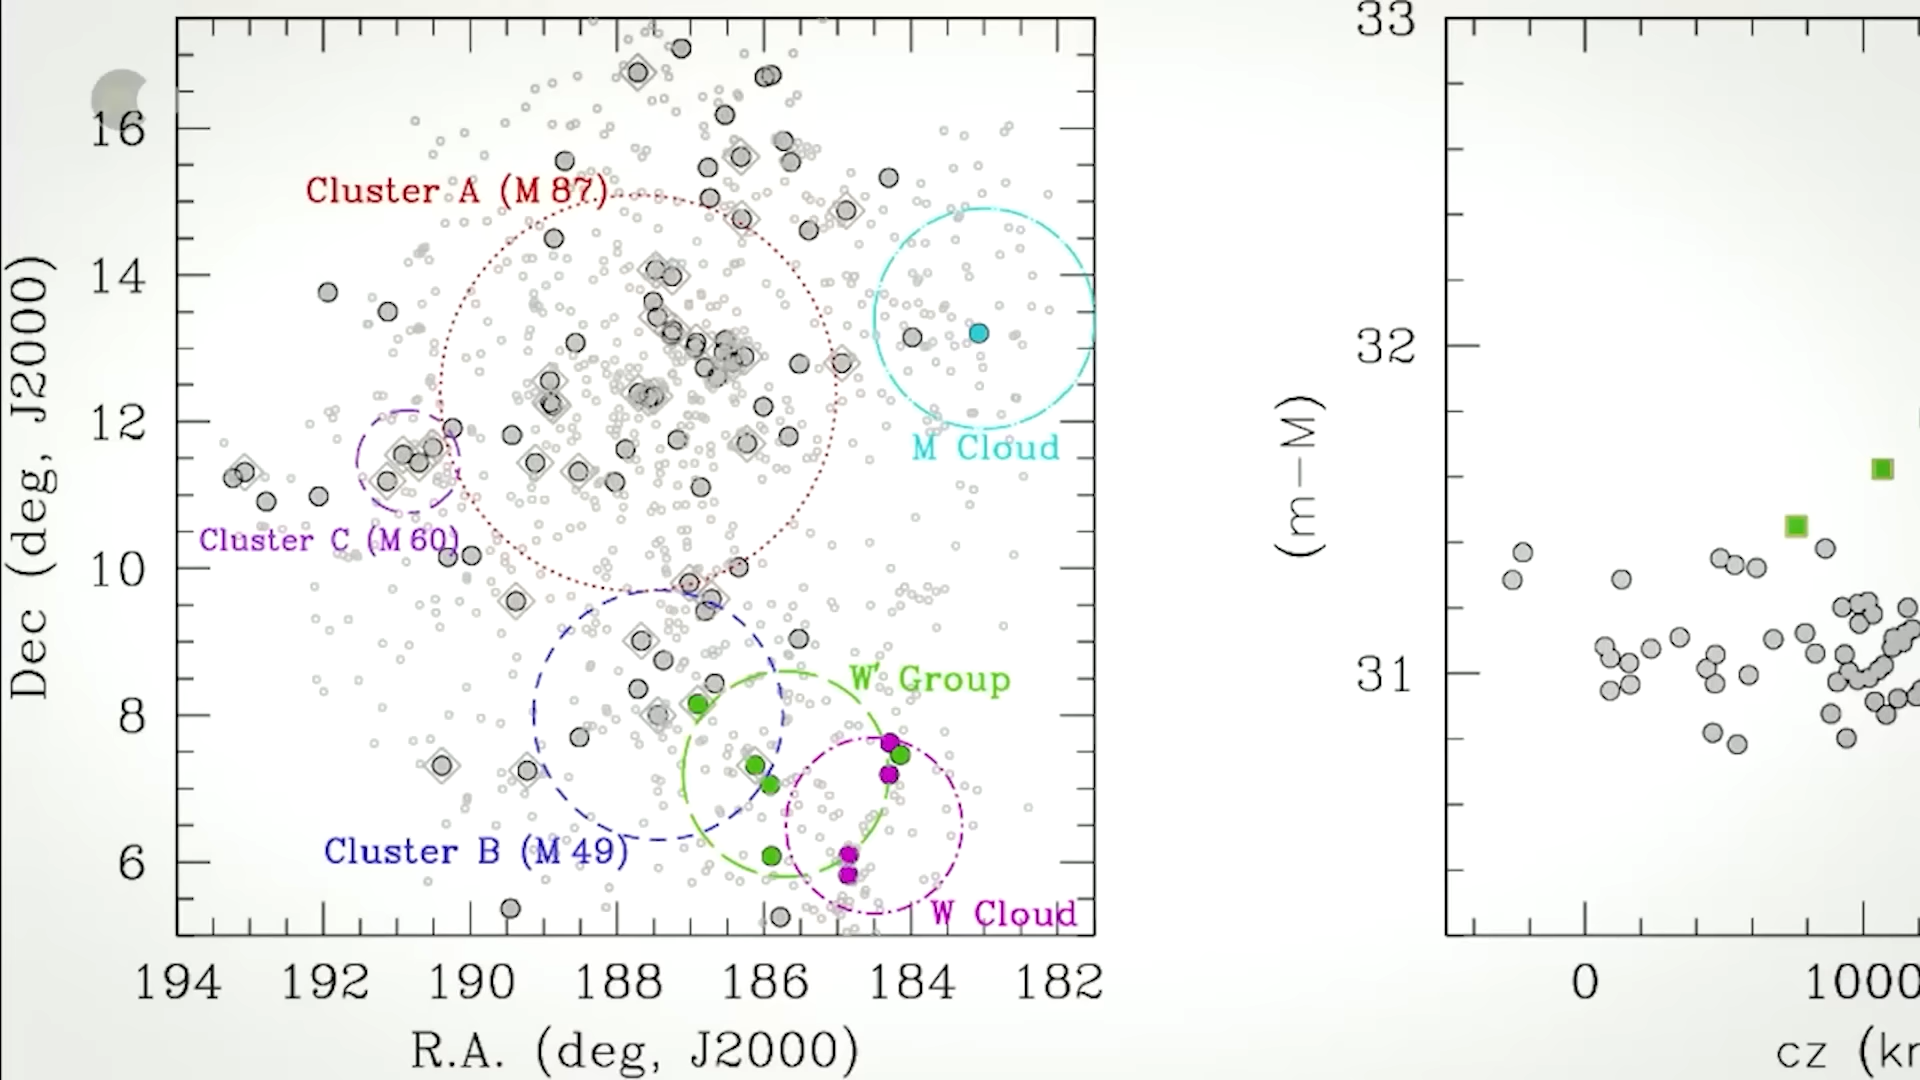 16
14
12
10
8
6
Dec (deg, J2000)
Cluster A (M 87)
M Cloud
Cluster C (M 60)
W' Group
Cluster B (M 49)
W Cloud
194 192 190 188 186 184 182
R.A. (deg, J2000)
33
32
31
(m-M)
0 1000
cz (k